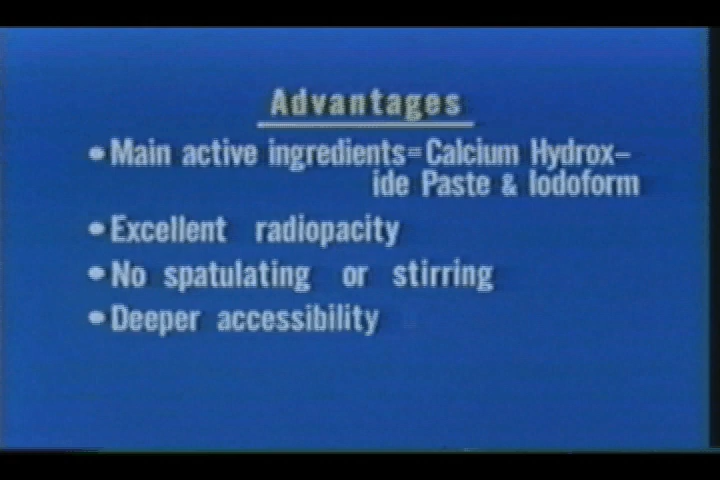 Advantages
•Main active ingredients=Calcium Hydrox-
ide Paste & Iodoform
•Excellent radiopacity
•No spatulating or stirring
•Deeper accessibility